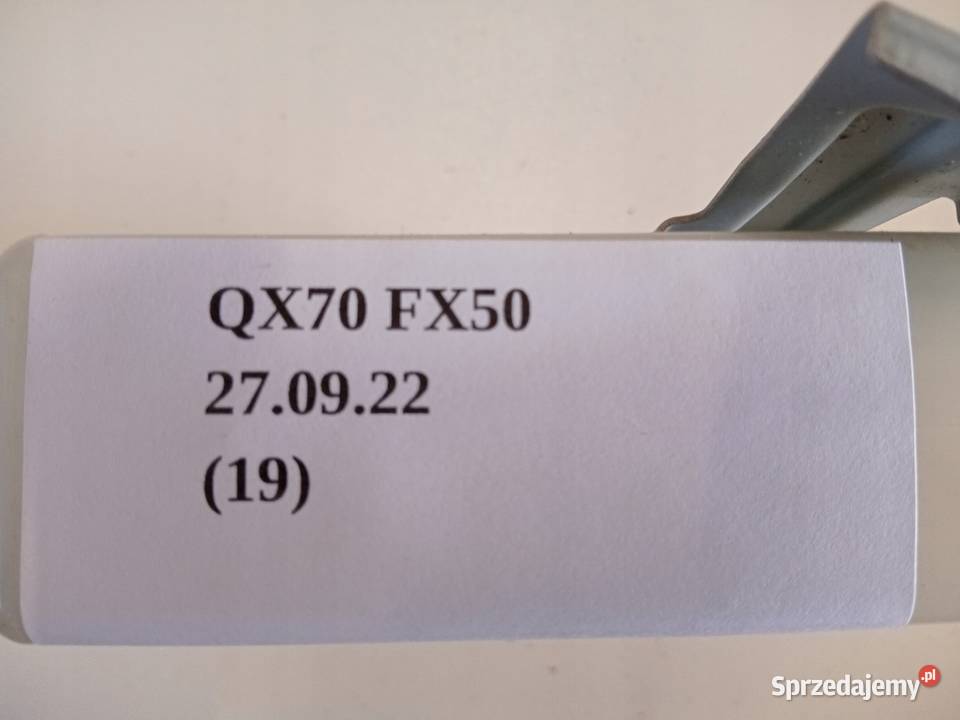 QX70 FX50
27.09.22
(19)
Sprzedajemy.pl